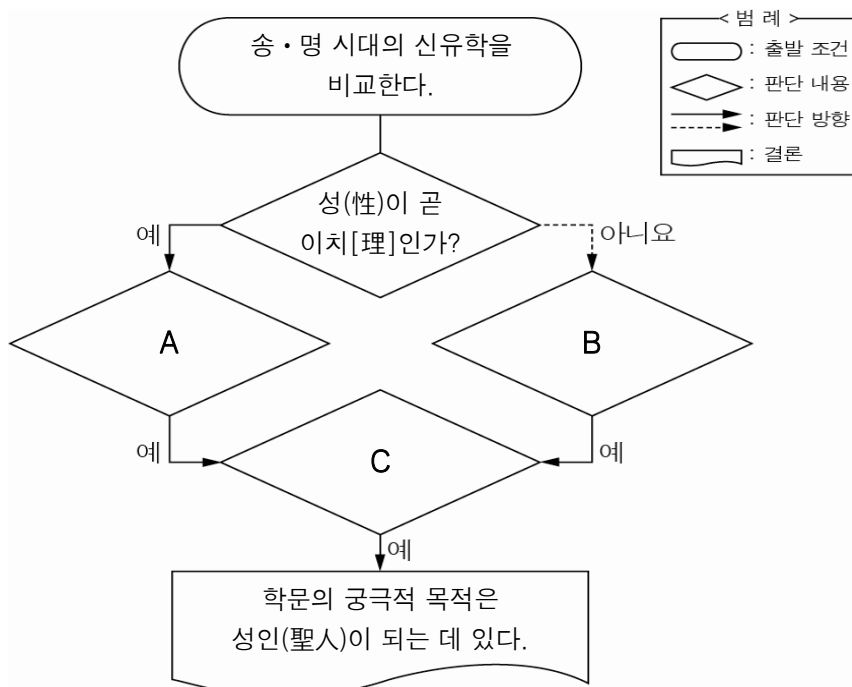 송·명 시대의 신유학을
비교한다.
< 범 례 >
: 출발 조건
: 판단 내용
: 판단 방향
: 결론
성(性)이 곧
이치[理]인가?
예
아니요
A
B
예
예
C
예
학문의 궁극적 목적은
성인(聖人)이 되는 데 있다.